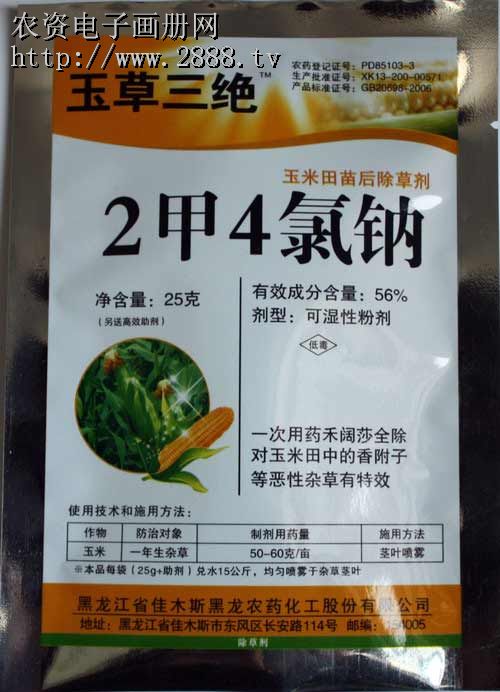 农资电子画册网
http://www.2888.tv
农药登记证号：PD85103-3
生产批准证号：XK13-200-00571
产品标准证号：GB20698-2006
玉草三绝™
玉米田苗后除草剂
2甲4氯钠
净含量：25克
（另送高效助剂）
有效成分含量：56%
剂型：可湿性粉剂
低毒
一次用药禾阔莎全除
对玉米田中的香附子
等恶性杂草有特效
使用技术和施用方法：
作物 防治对象 制剂用药量 施用方法
玉米 一年生杂草 50-60克/亩 茎叶喷雾
※本品每袋（25g+助剂）兑水15公斤，均匀喷雾于杂草茎叶
黑龙江省佳木斯黑龙农药化工股份有限公司
地址：黑龙江省佳木斯市东风区长安路114号 邮编：154005
除草剂